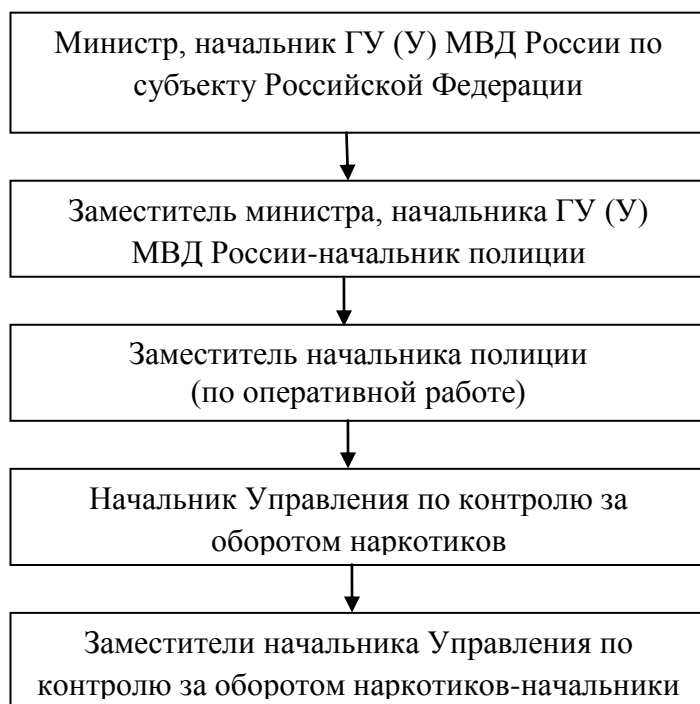 Министр, начальник ГУ (У) МВД России по
субъекту Российской Федерации
Заместитель министра, начальника ГУ (У)
МВД России-начальник полиции
Заместитель начальника полиции
(по оперативной работе)
Начальник Управления по контролю за
оборотом наркотиков
Заместители начальника Управления по
контролю за оборотом наркотиков-начальники